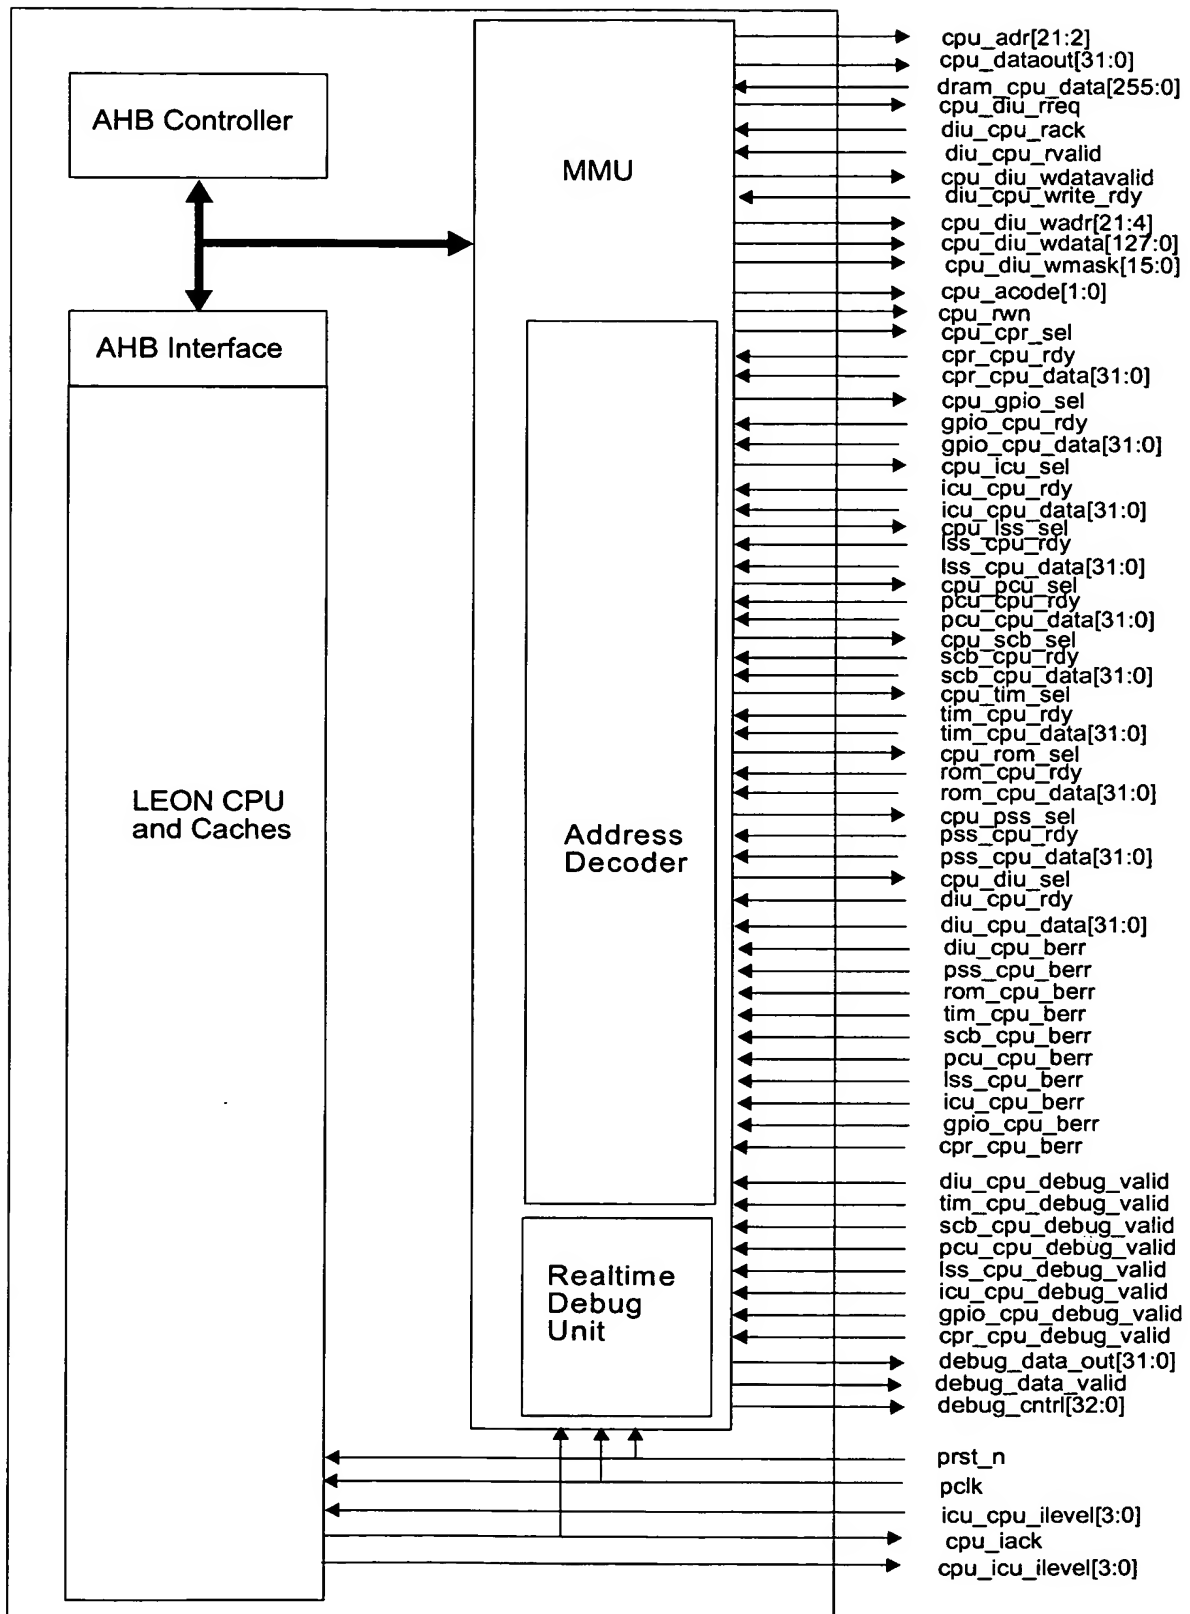 AHB Controller
MMU
AHB Interface
LEON CPU
and Caches
Address
Decoder
Realtime
Debug
Unit
cpu_adr[21:2]
cpu_dataout[31:0]
dram_cpu_data[255:0]
cpu_diu_rreq
diu_cpu_rack
diu_cpu_rvalid
cpu_diu_wdatavalid
diu_cpu_write_rdy
cpu_diu_wadr[21:4]
cpu_diu_wdata[127:0]
cpu_diu_wmask[15:0]
cpu_acode[1:0]
cpu_rwn
cpu_cpr_sel
cpr_cpu_rdy
cpr_cpu_data[31:0]
cpu_gpio_sel
gpio_cpu_rdy
gpio_cpu_data[31:0]
cpu_icu_sel
icu_cpu_rdy
icu_cpu_data[31:0]
cpu_lss_sel
lss_cpu_rdy
lss_cpu_data[31:0]
cpu_pcu_sel
pcu_cpu_rdy
pcu_cpu_data[31:0]
cpu_scb_sel
scb_cpu_rdy
scb_cpu_data[31:0]
cpu_tim_sel
tim_cpu_rdy
tim_cpu_data[31:0]
cpu_rom_sel
rom_cpu_rdy
rom_cpu_data[31:0]
cpu_pss_sel
pss_cpu_rdy
pss_cpu_data[31:0]
cpu_diu_sel
diu_cpu_rdy
diu_cpu_data[31:0]
diu_cpu_berr
pss_cpu_berr
rom_cpu_berr
tim_cpu_berr
scb_cpu_berr
pcu_cpu_berr
lss_cpu_berr
icu_cpu_berr
gpio_cpu_berr
cpr_cpu_berr
diu_cpu_debug_valid
tim_cpu_debug_valid
scb_cpu_debug_valid
pcu_cpu_debug_valid
lss_cpu_debug_valid
icu_cpu_debug_valid
gpio_cpu_debug_valid
cpr_cpu_debug_valid
debug_data_out[31:0]
debug_data_valid
debug_cntrl[32:0]
prst_n
pclk
icu_cpu_ilevel[3:0]
cpu_iack
cpu_icu_ilevel[3:0]